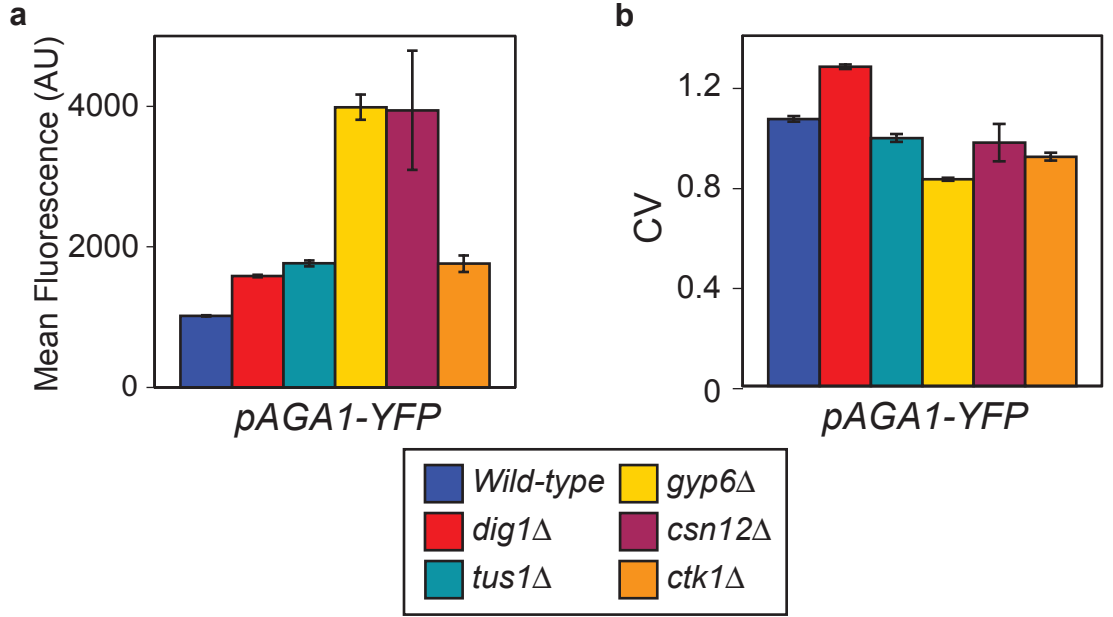 a
Mean Fluorescence (AU)
4000
2000
0
pAGA1-YFP
b
CV
1.2
0.8
0.4
0
pAGA1-YFP
Wild-type
dig1Δ
tus1Δ
gyp6Δ
csn12Δ
ctk1Δ